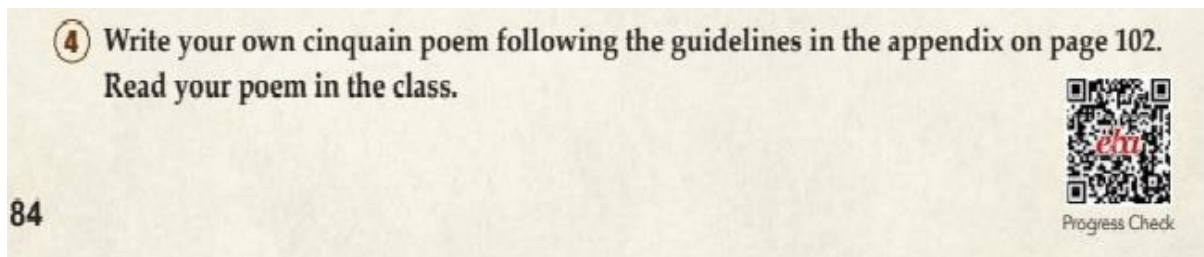 4 Write your own cinquain poem following the guidelines in the appendix on page 102.
Read your poem in the class.
eba
Progress Check
84